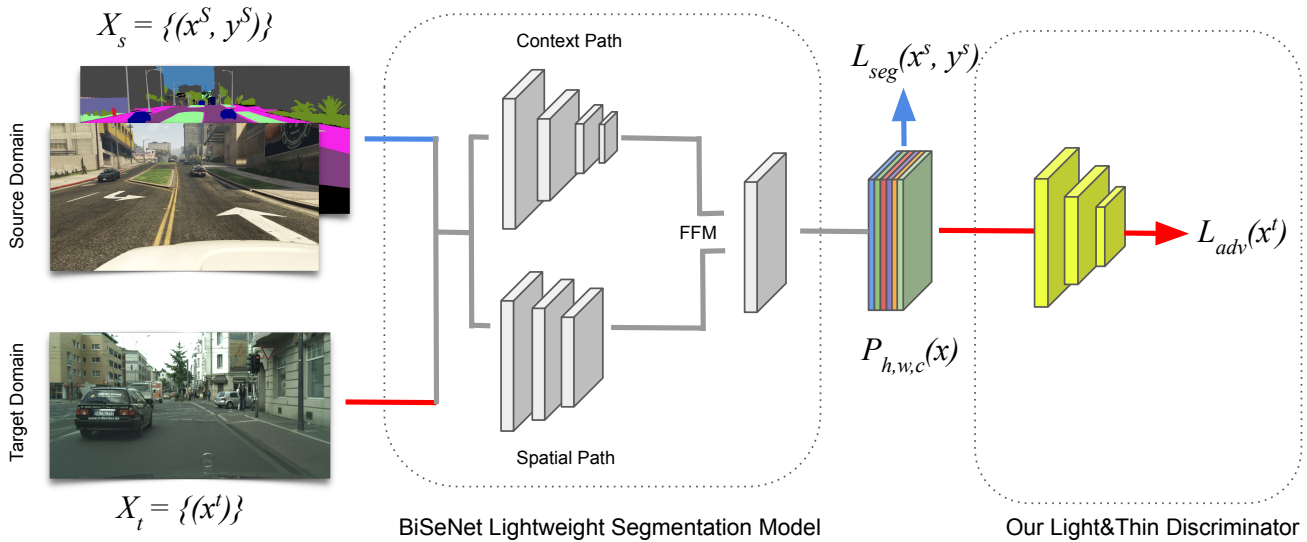 X_s = {(x^S, y^S)}
Source Domain
Context Path
L_seg(x^s, y^s)
FFM
L_adv(x^t)
P_h,w,c(x)
Target Domain
Spatial Path
X_t = {(x^t)}
BiSeNet Lightweight Segmentation Model
Our Light&Thin Discriminator